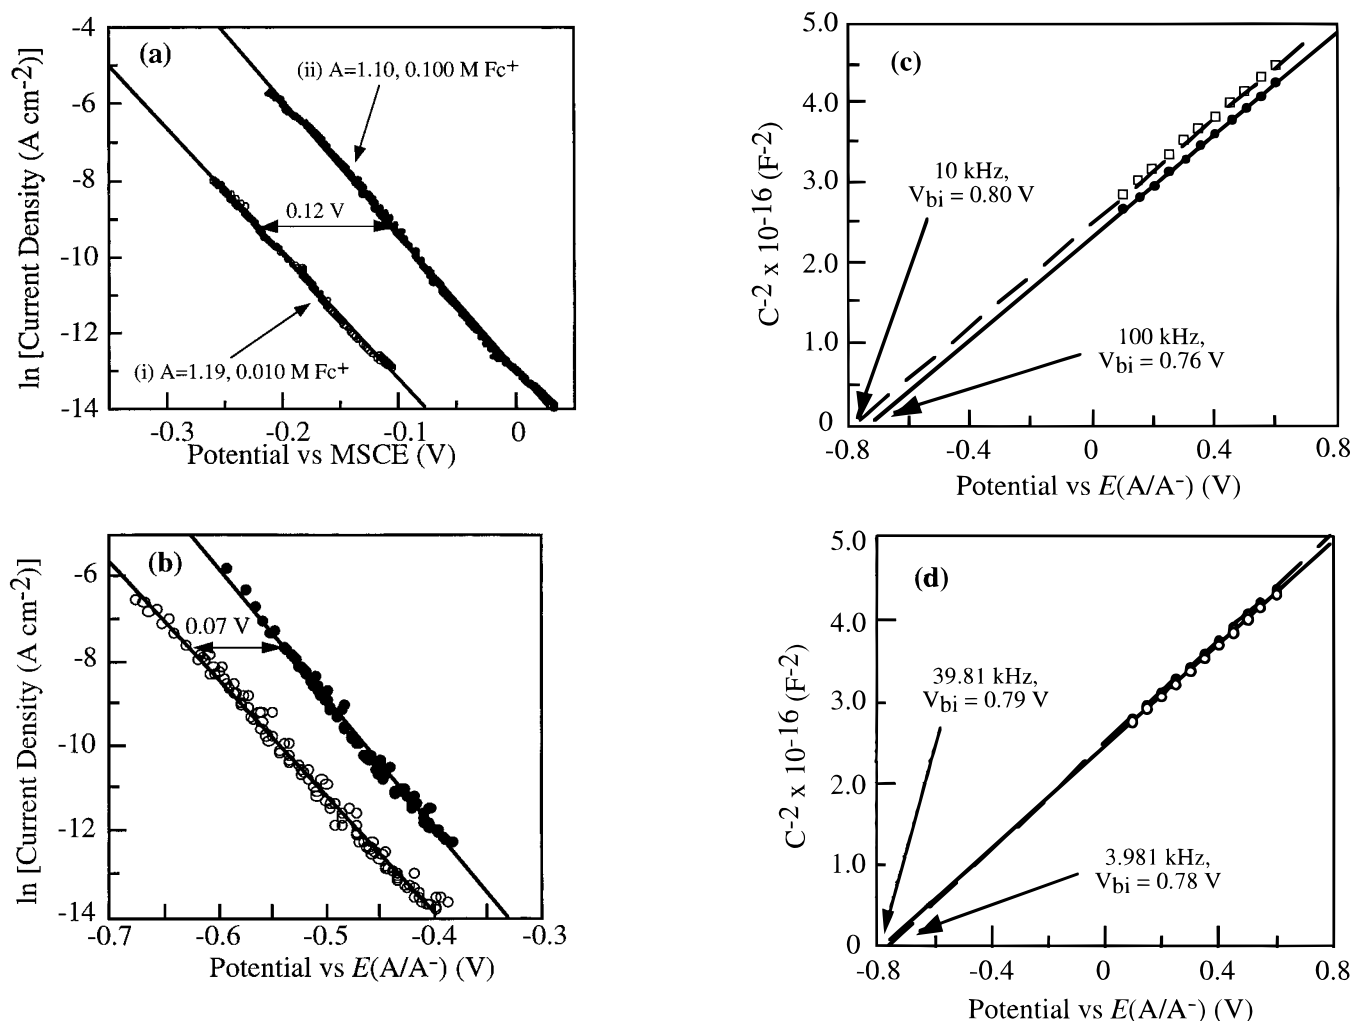 (a)
ln [Current Density (A cm-2)]
-4
-6
-8
-10
-12
-14
(ii) A=1.10, 0.100 M Fc+
0.12 V
(i) A=1.19, 0.010 M Fc+
-0.3 -0.2 -0.1 0
Potential vs MSCE (V)
(c)
C-2 x 10-16 (F-2)
5.0
4.0
3.0
2.0
1.0
0
10 kHz,
Vbi = 0.80 V
100 kHz,
Vbi = 0.76 V
-0.8 -0.4 0 0.4 0.8
Potential vs E(A/A-) (V)
(b)
ln [Current Density (A cm-2)]
-6
-8
-10
-12
-14
0.07 V
-0.7 -0.6 -0.5 -0.4 -0.3
Potential vs E(A/A-) (V)
(d)
C-2 x 10-16 (F-2)
5.0
4.0
3.0
2.0
1.0
0
39.81 kHz,
Vbi = 0.79 V
3.981 kHz,
Vbi = 0.78 V
-0.8 -0.4 0 0.4 0.8
Potential vs E(A/A-) (V)